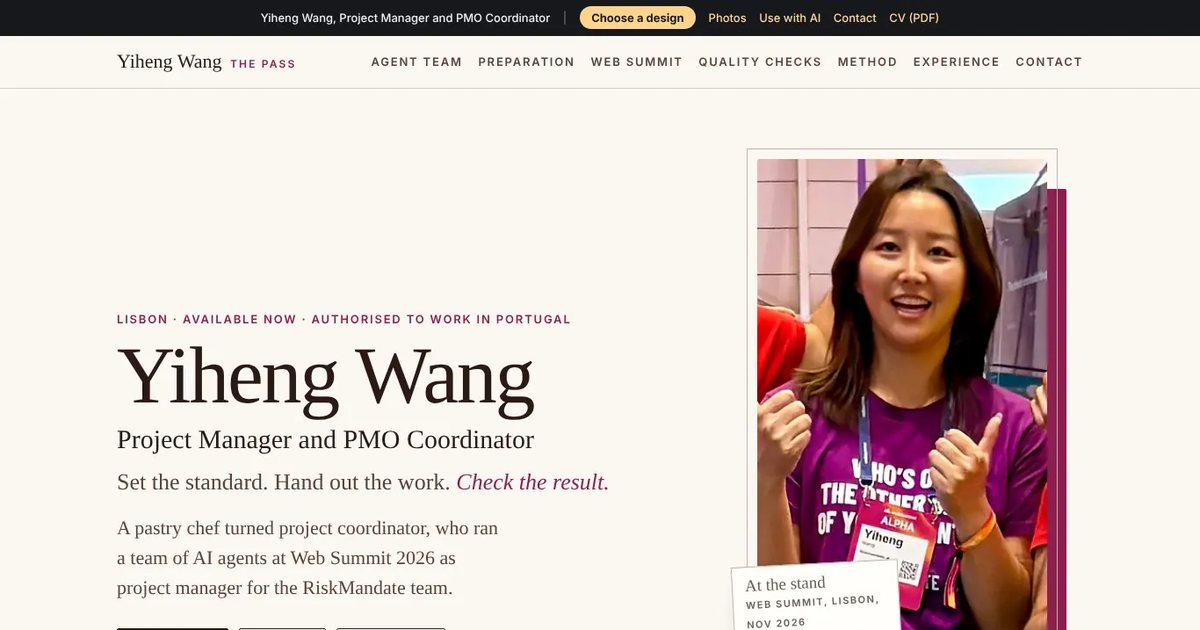 Yiheng Wang, Project Manager and PMO Coordinator
Choose a design
Photos
Use with AI
Contact
CV (PDF)
Yiheng Wang THE PASS
AGENT TEAM
PREPARATION
WEB SUMMIT
QUALITY CHECKS
METHOD
EXPERIENCE
CONTACT
LISBON · AVAILABLE NOW · AUTHORISED TO WORK IN PORTUGAL
Yiheng Wang
Project Manager and PMO Coordinator
Set the standard. Hand out the work. Check the result.
A pastry chef turned project coordinator, who ran
a team of AI agents at Web Summit 2026 as
project manager for the RiskMandate team.
WHO'S
THE OTHER
OF
ALPHA
Yiheng
At the stand
WEB SUMMIT, LISBON,
NOV 2026